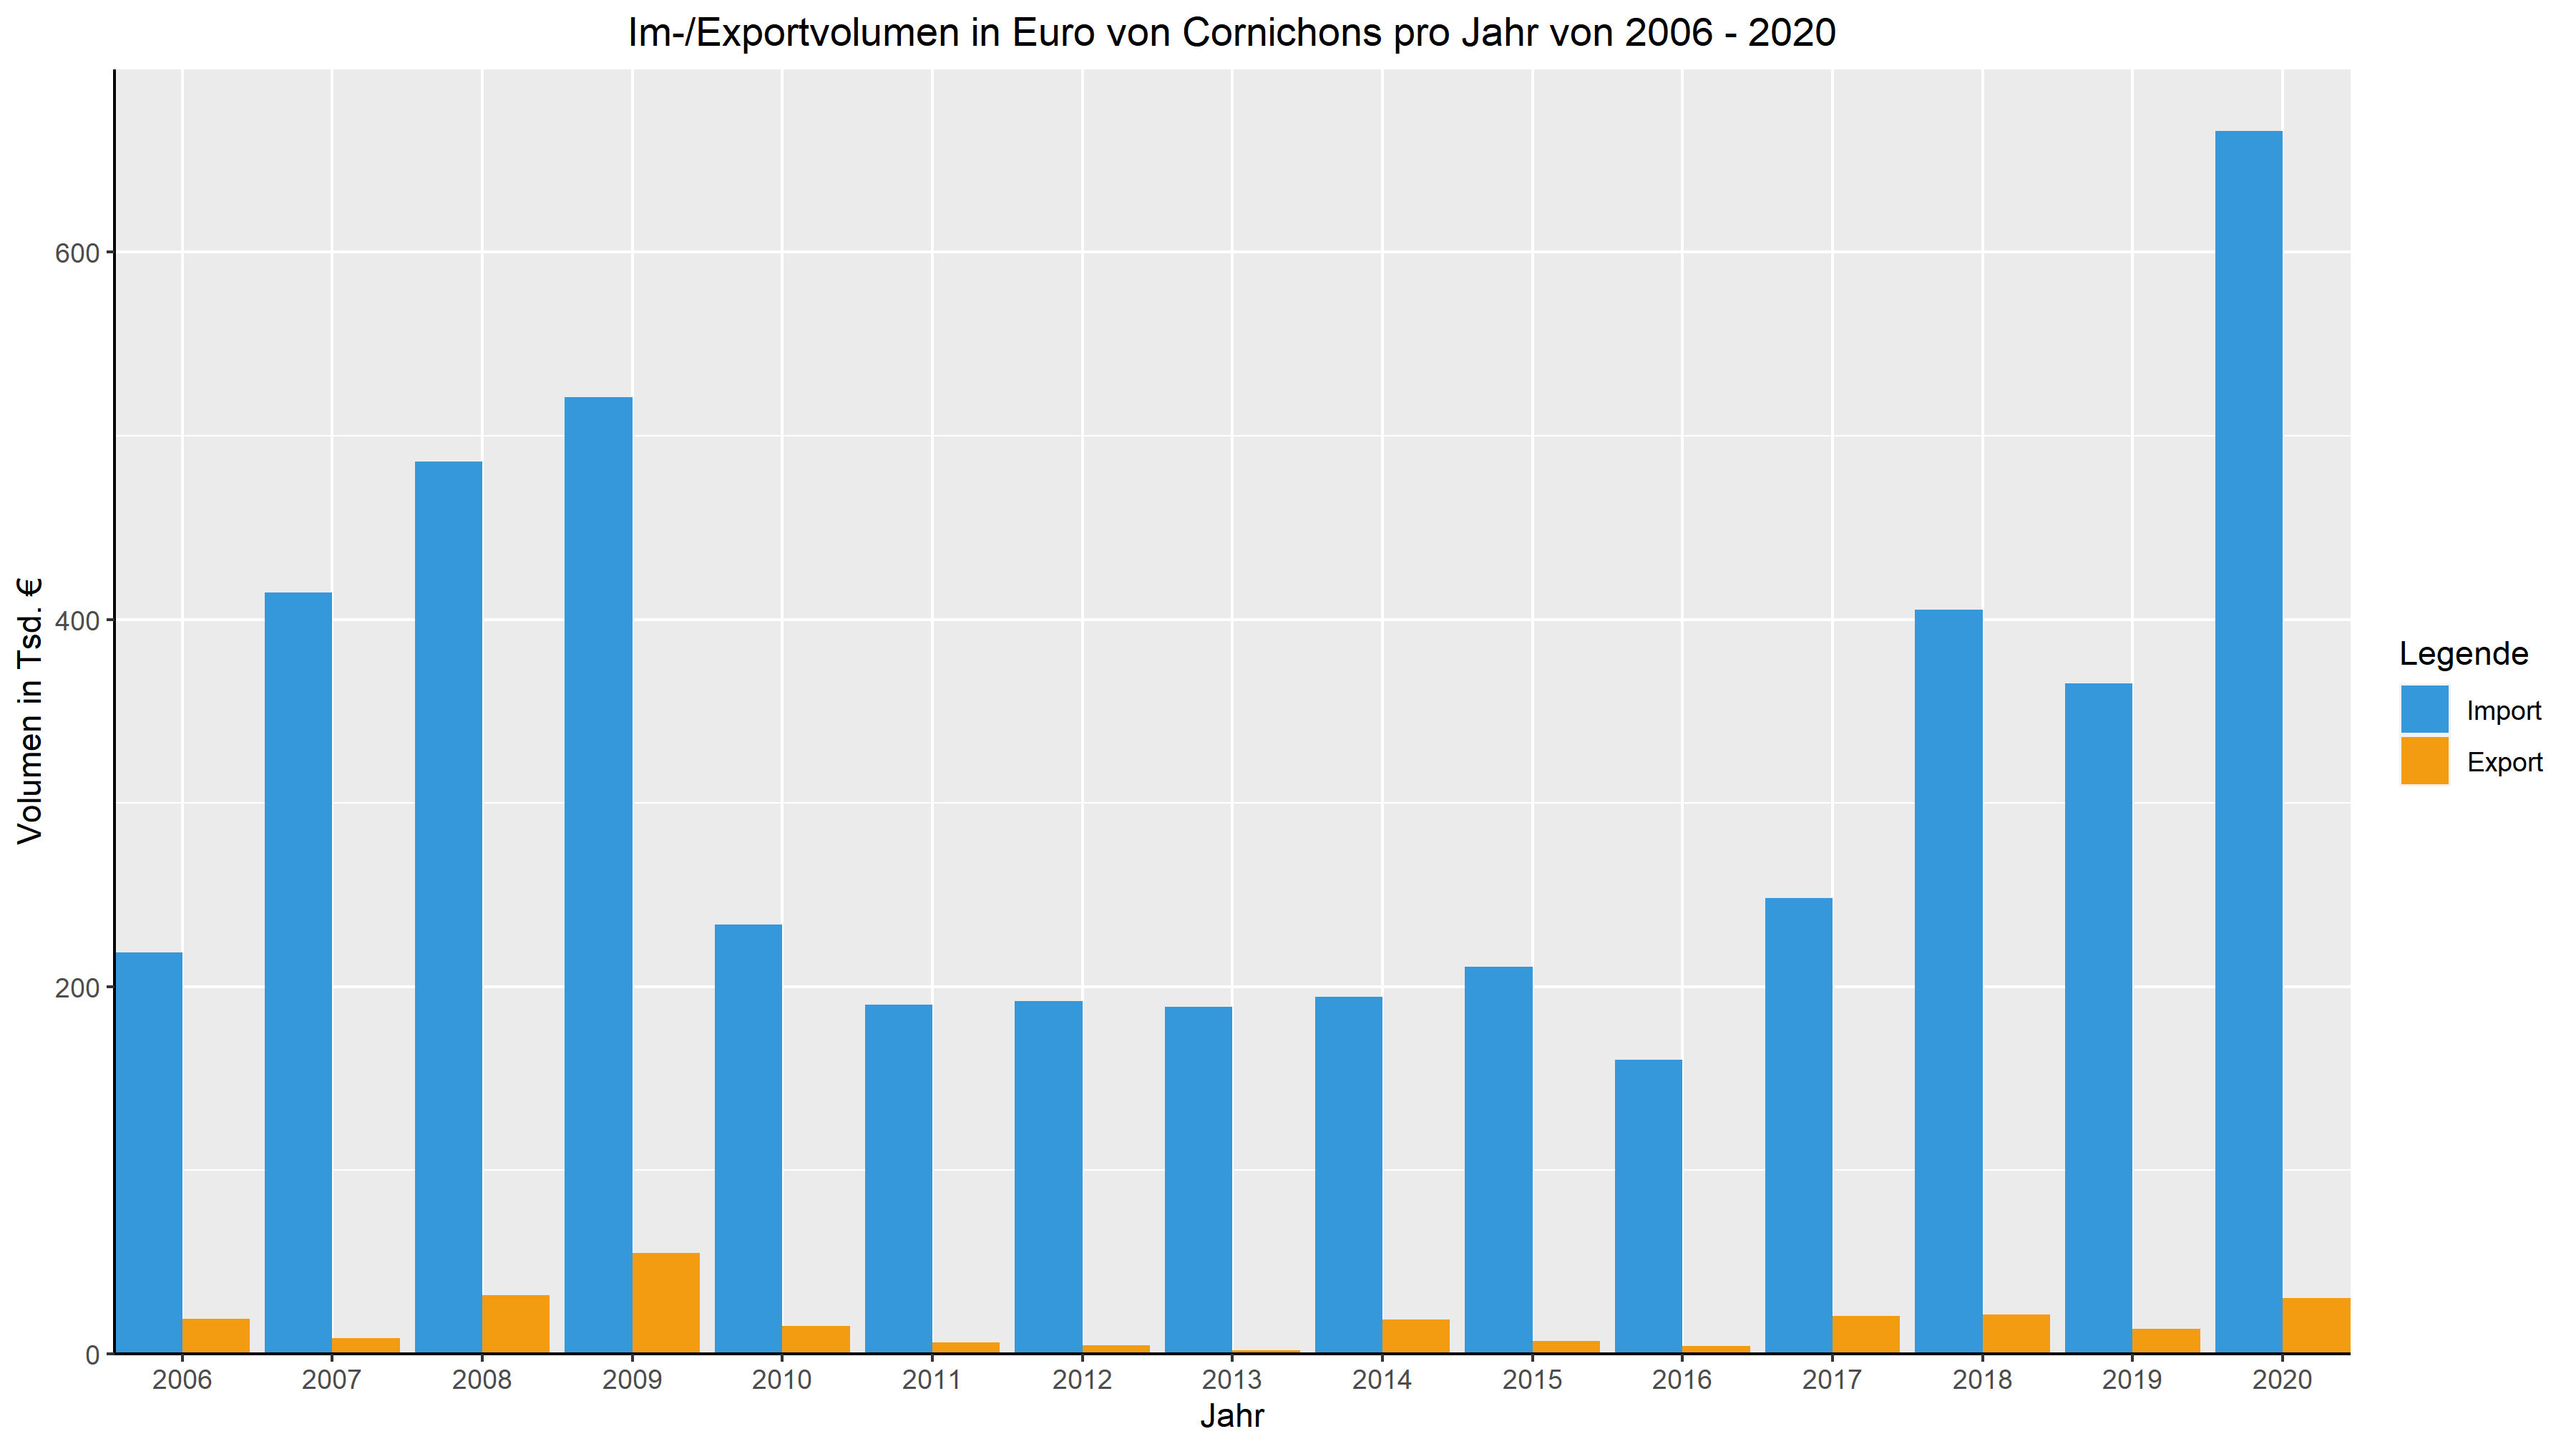 Im-/Exportvolumen in Euro von Cornichons pro Jahr von 2006 - 2020
Volumen in Tsd. €
600
400
200
0
2006 2007 2008 2009 2010 2011 2012 2013 2014 2015 2016 2017 2018 2019 2020
Jahr
Legende
Import
Export